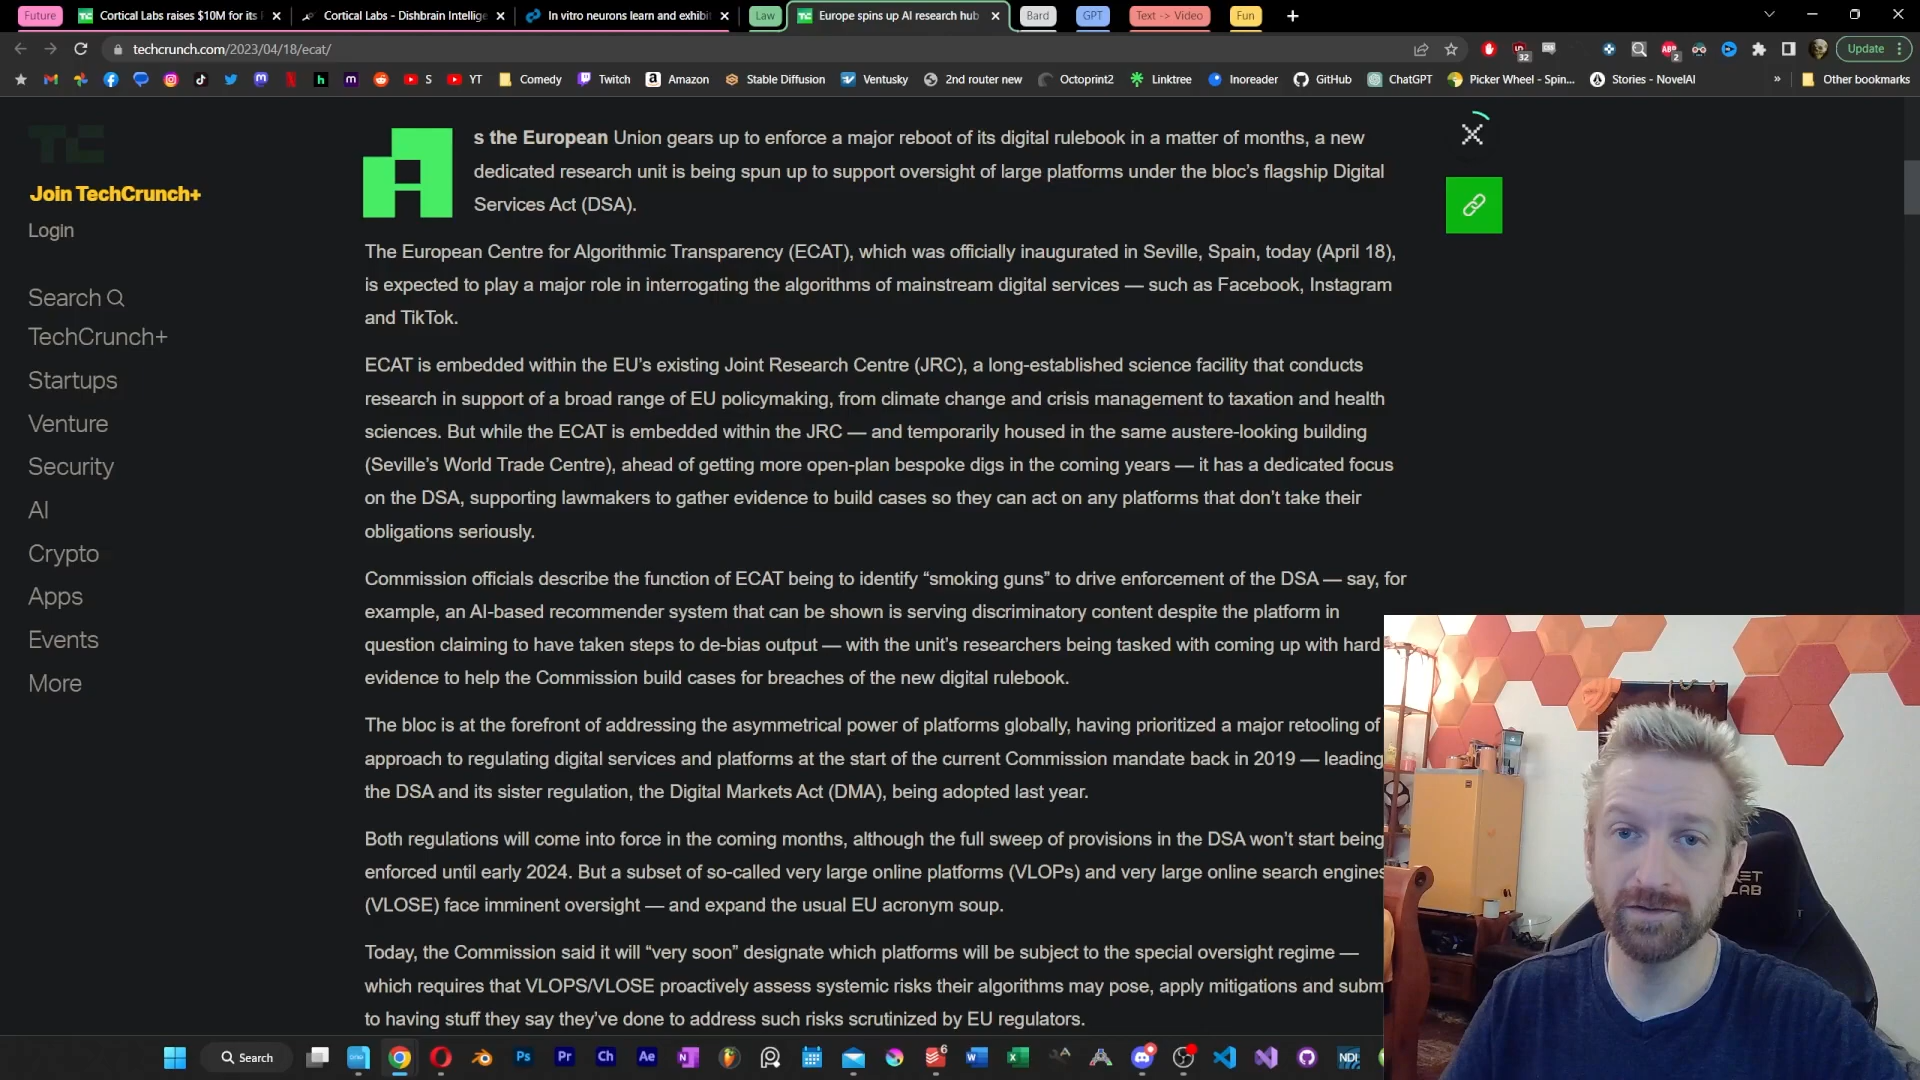 Future
Cortical Labs raises $10M for its
Cortical Labs - Dishbrain Intellige
In vitro neurons learn and exhibi
Law
Europe spins up AI research hub
Bard
GPT
Text -> Video
Fun
techcrunch.com/2023/04/18/ecat/
32
2
Update
S
YT
Comedy
Twitch
Amazon
Stable Diffusion
Ventusky
2nd router new
Octoprint2
Linktree
Inoreader
GitHub
ChatGPT
Picker Wheel - Spin...
Stories - NovelAI
»
Other bookmarks
TC
Join TechCrunch+
Login
Search
TechCrunch+
Startups
Venture
Security
AI
Crypto
Apps
Events
More
A
s the European Union gears up to enforce a major reboot of its digital rulebook in a matter of months, a new
dedicated research unit is being spun up to support oversight of large platforms under the bloc’s flagship Digital
Services Act (DSA).
The European Centre for Algorithmic Transparency (ECAT), which was officially inaugurated in Seville, Spain, today (April 18),
is expected to play a major role in interrogating the algorithms of mainstream digital services — such as Facebook, Instagram
and TikTok.
ECAT is embedded within the EU’s existing Joint Research Centre (JRC), a long-established science facility that conducts
research in support of a broad range of EU policymaking, from climate change and crisis management to taxation and health
sciences. But while the ECAT is embedded within the JRC — and temporarily housed in the same austere-looking building
(Seville’s World Trade Centre), ahead of getting more open-plan bespoke digs in the coming years — it has a dedicated focus
on the DSA, supporting lawmakers to gather evidence to build cases so they can act on any platforms that don’t take their
obligations seriously.
Commission officials describe the function of ECAT being to identify “smoking guns” to drive enforcement of the DSA — say, for
example, an AI-based recommender system that can be shown is serving discriminatory content despite the platform in
question claiming to have taken steps to de-bias output — with the unit’s researchers being tasked with coming up with hard
evidence to help the Commission build cases for breaches of the new digital rulebook.
The bloc is at the forefront of addressing the asymmetrical power of platforms globally, having prioritized a major retooling of
approach to regulating digital services and platforms at the start of the current Commission mandate back in 2019 — leading
the DSA and its sister regulation, the Digital Markets Act (DMA), being adopted last year.
Both regulations will come into force in the coming months, although the full sweep of provisions in the DSA won’t start being
enforced until early 2024. But a subset of so-called very large online platforms (VLOPs) and very large online search engines
(VLOSE) face imminent oversight — and expand the usual EU acronym soup.
Today, the Commission said it will “very soon” designate which platforms will be subject to the special oversight regime —
which requires that VLOPS/VLOSE proactively assess systemic risks their algorithms may pose, apply mitigations and subm
to having stuff they say they’ve done to address such risks scrutinized by EU regulators.
Search
Ps
Pr
Ch
Ae
N
6
W
X
NDI